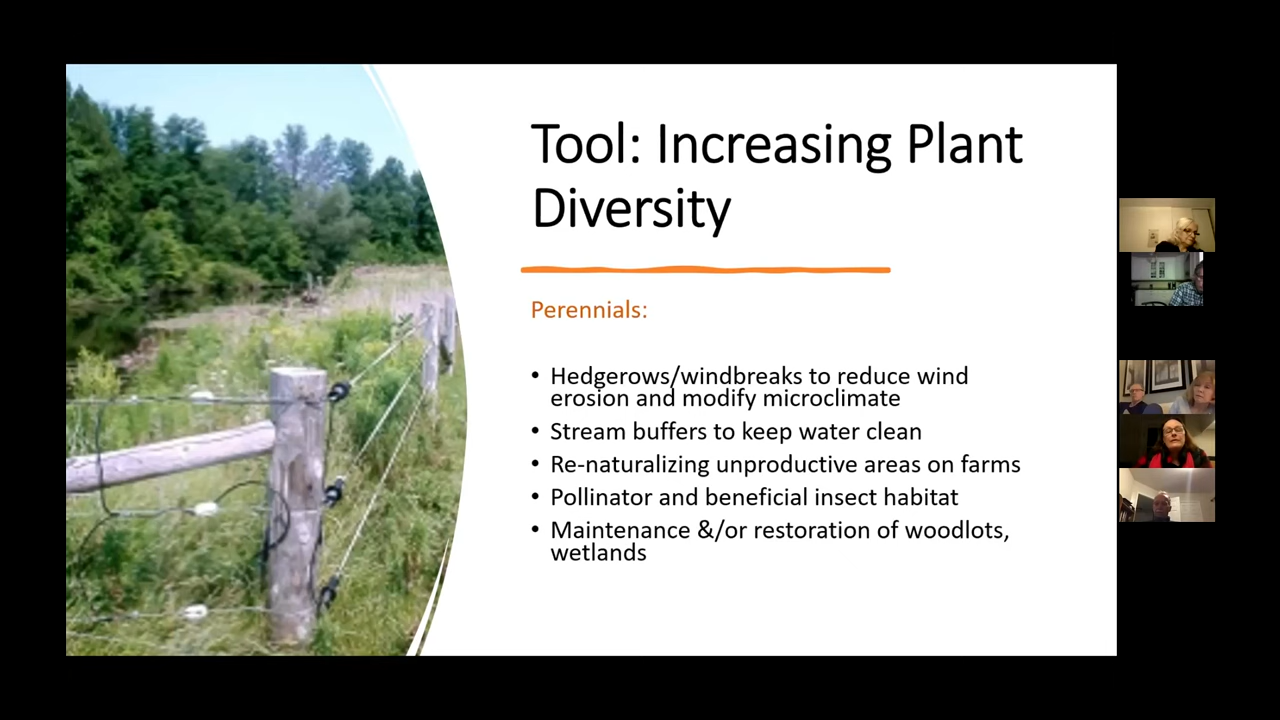 Tool: Increasing Plant
Diversity
Perennials:
• Hedgerows/windbreaks to reduce wind
erosion and modify microclimate
• Stream buffers to keep water clean
• Re-naturalizing unproductive areas on farms
• Pollinator and beneficial insect habitat
• Maintenance &/or restoration of woodlots,
wetlands